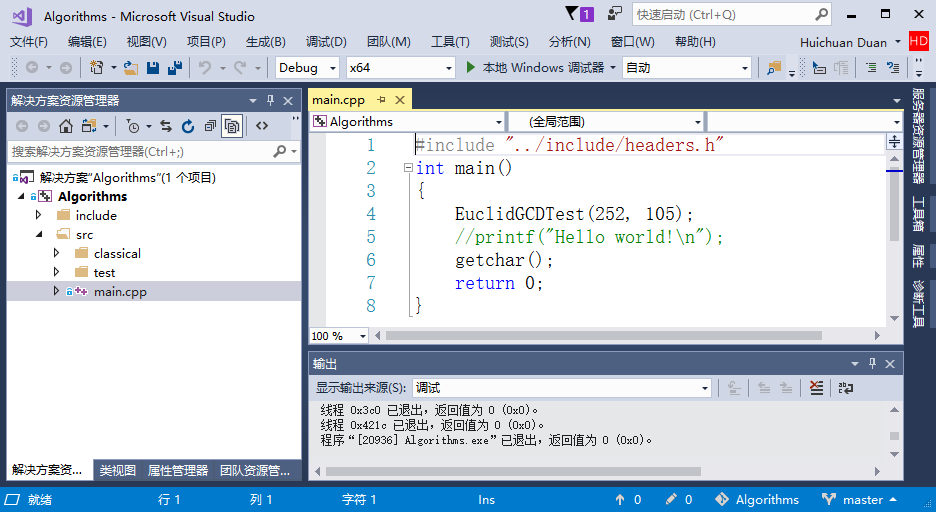 Algorithms - Microsoft Visual Studio
1
快速启动 (Ctrl+Q)
文件(F) 编辑(E) 视图(V) 项目(P) 生成(B) 调试(D) 团队(M) 工具(T) 测试(S) 分析(N) 窗口(W) 帮助(H) Huichuan Duan HD
Debug x64 本地 Windows 调试器 自动
解决方案资源管理器
搜索解决方案资源管理器(Ctrl+;)
解决方案"Algorithms"(1 个项目)
Algorithms
include
src
classical
test
main.cpp
解决方案资... 类视图 属性管理器 团队资源管...
main.cpp
Algorithms (全局范围)
1 #include "../include/headers.h"
2 int main()
3 {
4 EuclidGCDTest(252, 105);
5 //printf("Hello world!\n");
6 getchar();
7 return 0;
8 }
100 %
输出
显示输出来源(S): 调试
线程 0x3c0 已退出，返回值为 0 (0x0)。
线程 0x421c 已退出，返回值为 0 (0x0)。
程序“[20936] Algorithms.exe”已退出，返回值为 0 (0x0)。
服务器资源管理器
工具箱
属性
诊断工具
就绪 行 1 列 1 字符 1 Ins 0 0 Algorithms master